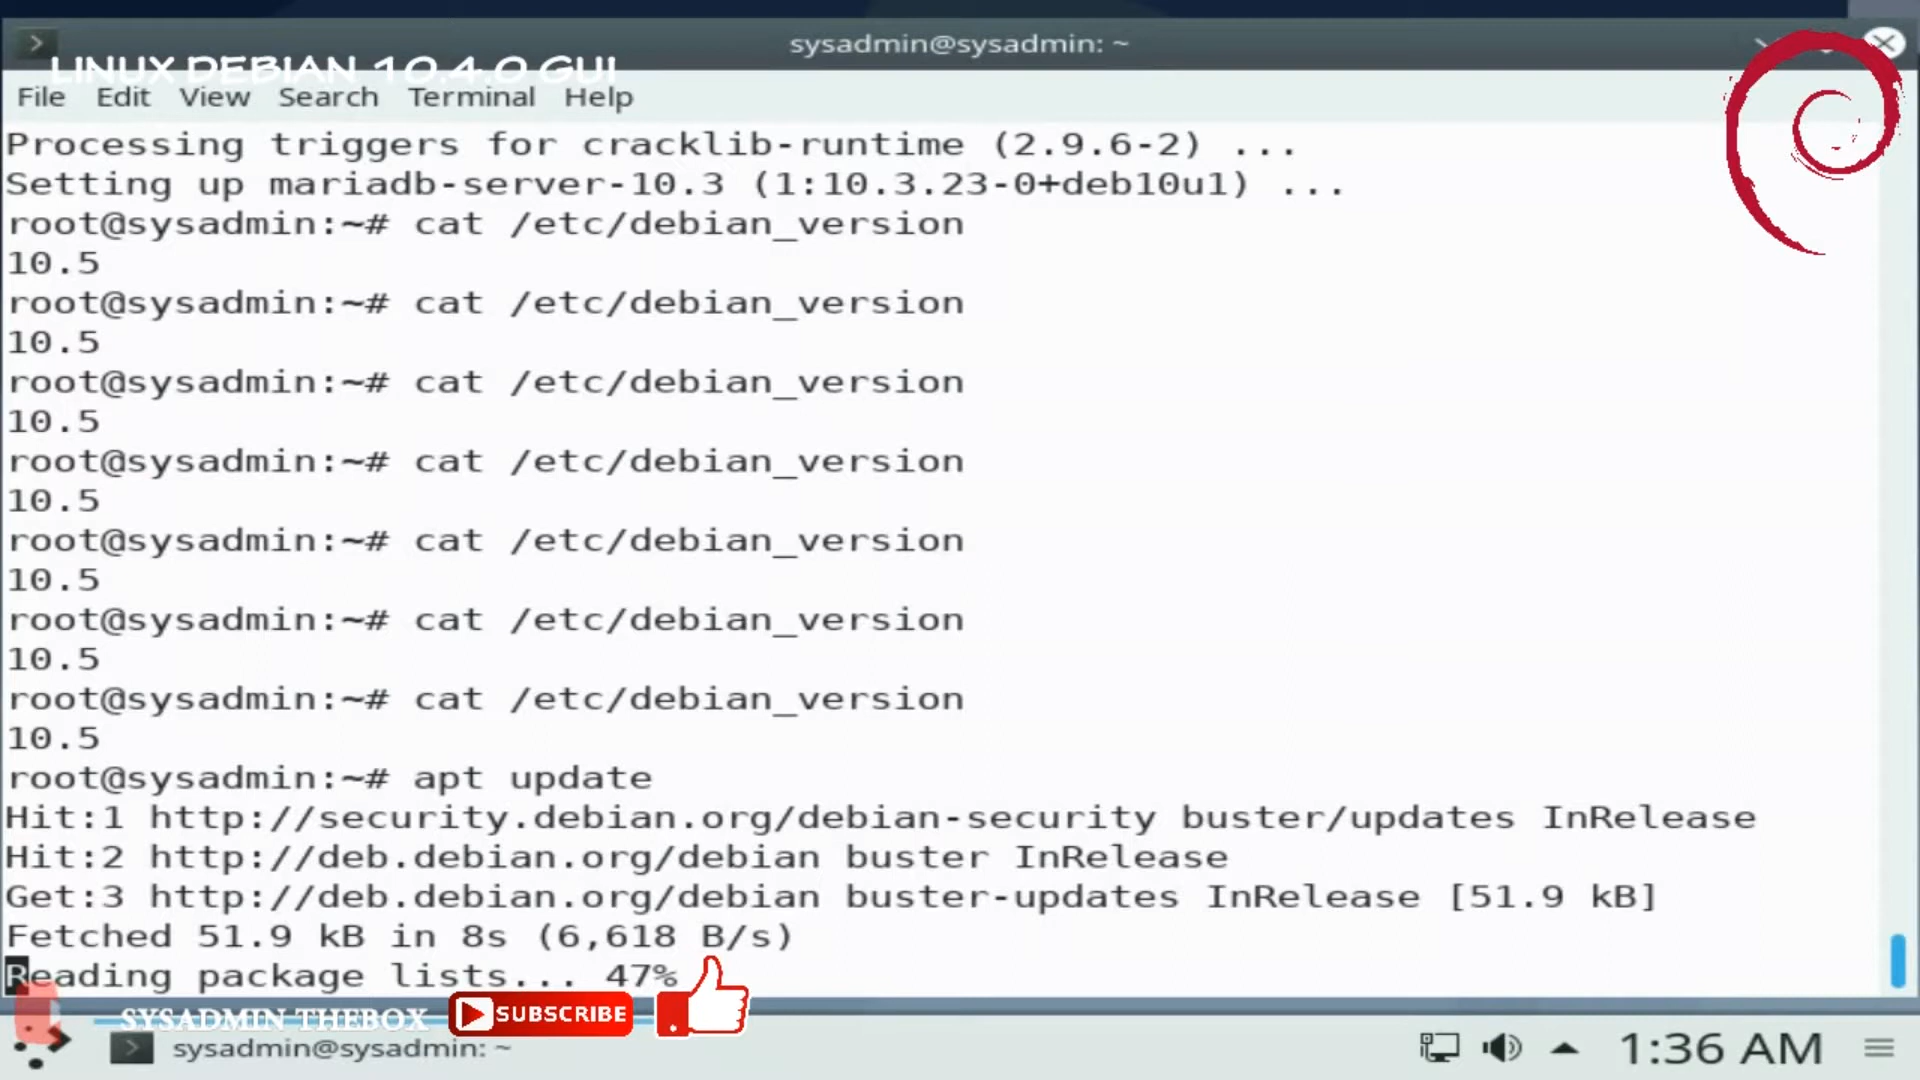 sysadmin@sysadmin: ~
LINUX DEBIAN 10.4.0 GUI
File Edit View Search Terminal Help
Processing triggers for cracklib-runtime (2.9.6-2) ...
Setting up mariadb-server-10.3 (1:10.3.23-0+deb10u1) ...
root@sysadmin:~# cat /etc/debian_version
10.5
root@sysadmin:~# cat /etc/debian_version
10.5
root@sysadmin:~# cat /etc/debian_version
10.5
root@sysadmin:~# cat /etc/debian_version
10.5
root@sysadmin:~# cat /etc/debian_version
10.5
root@sysadmin:~# cat /etc/debian_version
10.5
root@sysadmin:~# cat /etc/debian_version
10.5
root@sysadmin:~# apt update
Hit:1 http://security.debian.org/debian-security buster/updates InRelease
Hit:2 http://deb.debian.org/debian buster InRelease
Get:3 http://deb.debian.org/debian buster-updates InRelease [51.9 kB]
Fetched 51.9 kB in 8s (6,618 B/s)
Reading package lists... 47%
SYSADMIN THEBOX SUBSCRIBE
sysadmin@sysadmin: ~ 1:36 AM